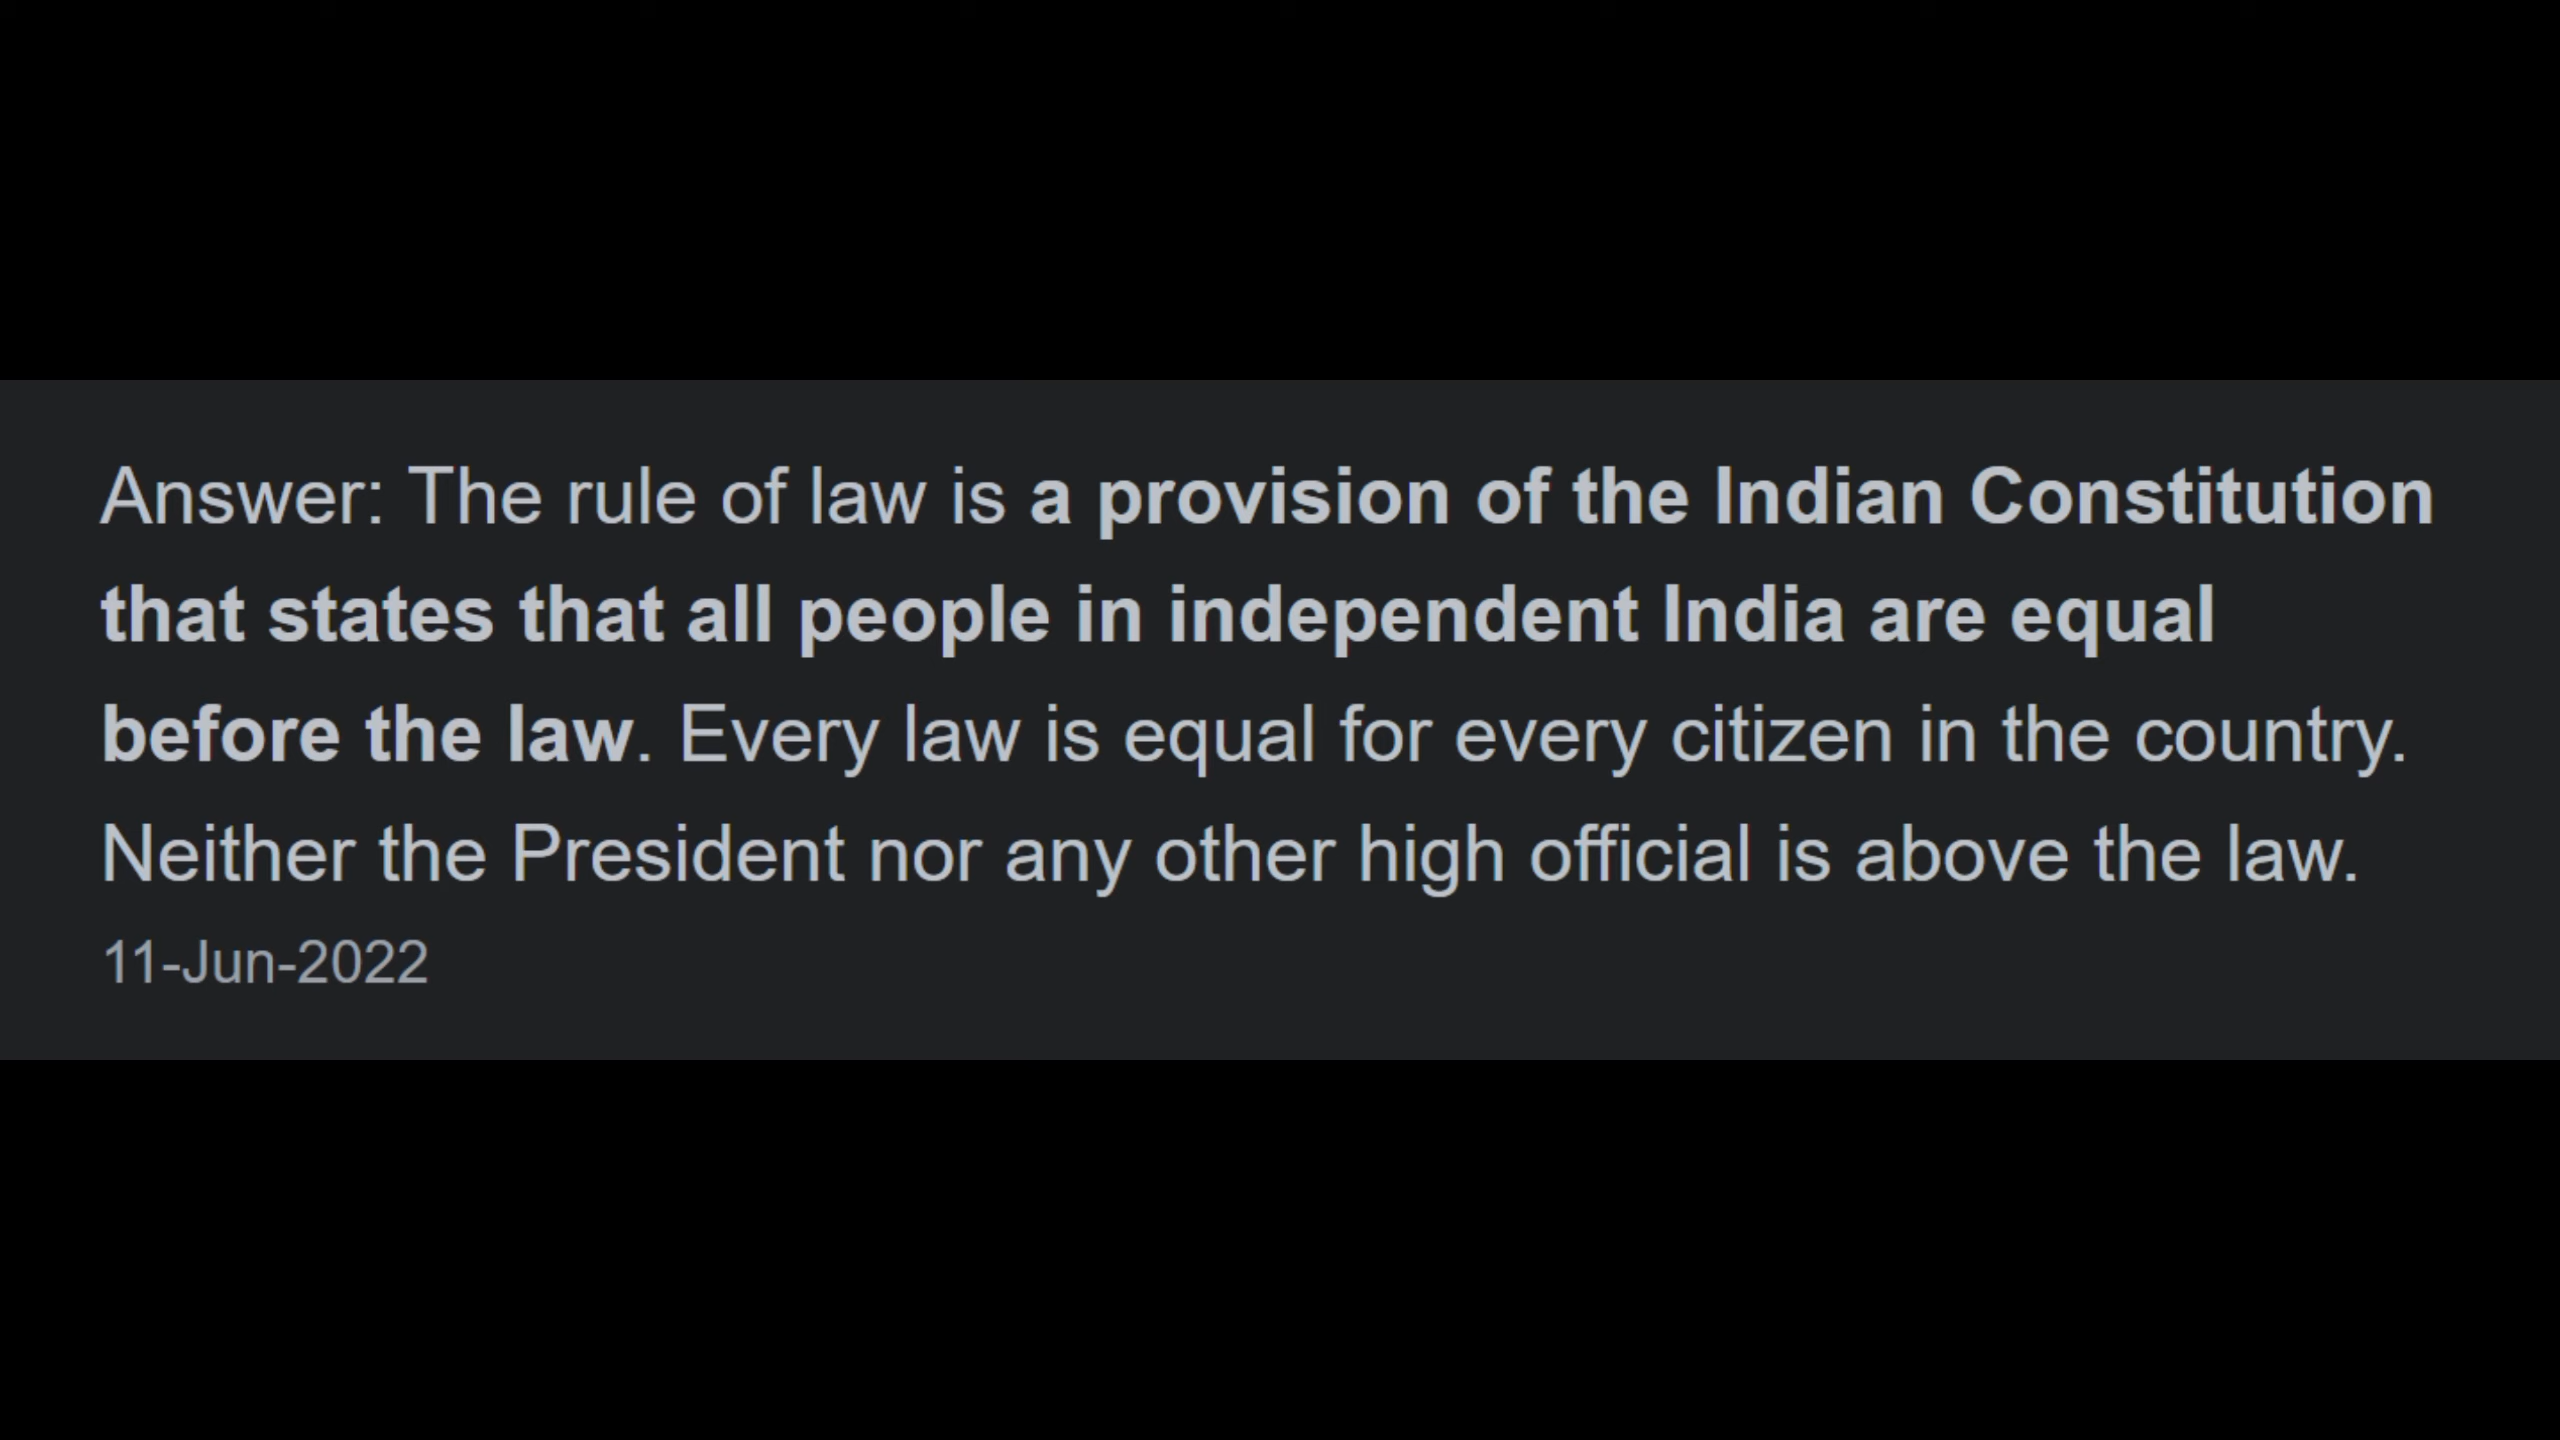 Answer: The rule of law is a provision of the Indian Constitution
that states that all people in independent India are equal
before the law. Every law is equal for every citizen in the country.
Neither the President nor any other high official is above the law.
11-Jun-2022